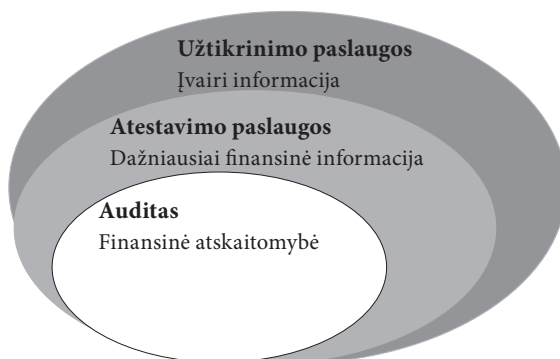 Užtikrinimo paslaugos
Įvairi informacija
Atestavimo paslaugos
Dažniausiai finansinė informacija
Auditas
Finansinė atskaitomybė